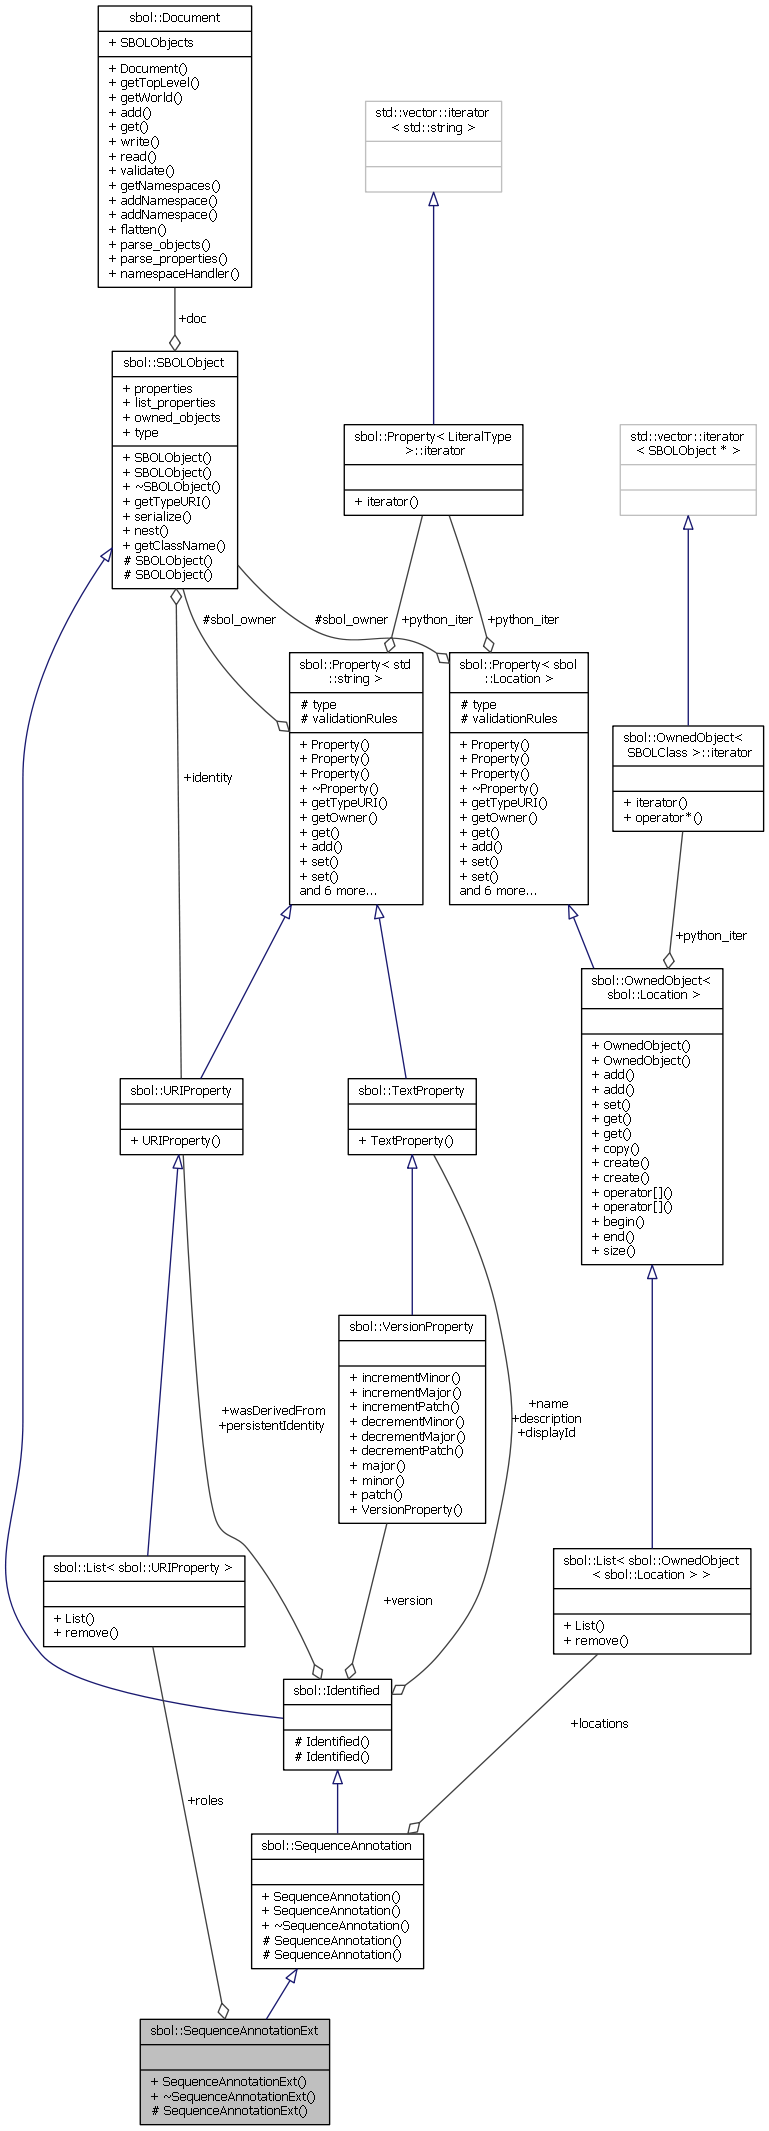 sbol::Document
+ SBOLObjects
+ Document()
+ getTopLevel()
+ getWorld()
+ add()
+ get()
+ write()
+ read()
+ validate()
+ getNamespaces()
+ addNamespace()
+ addNamespace()
+ flatten()
+ parse_objects()
+ parse_properties()
+ namespaceHandler()
std::vector::iterator
< std::string >
+doc
sbol::SBOLObject
+ properties
+ list_properties
+ owned_objects
+ type
+ SBOLObject()
+ SBOLObject()
+ ~SBOLObject()
+ getTypeURI()
+ serialize()
+ nest()
+ getClassName()
# SBOLObject()
# SBOLObject()
sbol::Property< LiteralType
>::iterator
+ iterator()
std::vector::iterator
< SBOLObject * >
#sbol_owner
#sbol_owner
+python_iter
+python_iter
sbol::Property< std
::string >
# type
# validationRules
+ Property()
+ Property()
+ Property()
+ ~Property()
+ getTypeURI()
+ getOwner()
+ get()
+ add()
+ set()
+ set()
and 6 more...
sbol::Property< sbol
::Location >
# type
# validationRules
+ Property()
+ Property()
+ Property()
+ ~Property()
+ getTypeURI()
+ getOwner()
+ get()
+ add()
+ set()
+ set()
and 6 more...
sbol::OwnedObject<
SBOLClass >::iterator
+ iterator()
+ operator*()
+identity
+python_iter
sbol::OwnedObject<
sbol::Location >
+ OwnedObject()
+ OwnedObject()
+ add()
+ add()
+ set()
+ get()
+ get()
+ copy()
+ create()
+ create()
+ operator[]()
+ operator[]()
+ begin()
+ end()
+ size()
sbol::URIProperty
+ URIProperty()
sbol::TextProperty
+ TextProperty()
sbol::VersionProperty
+ incrementMinor()
+ incrementMajor()
+ incrementPatch()
+ decrementMinor()
+ decrementMajor()
+ decrementPatch()
+ major()
+ minor()
+ patch()
+ VersionProperty()
+wasDerivedFrom
+persistentIdentity
+name
+description
+displayId
sbol::List< sbol::URIProperty >
+ List()
+ remove()
+version
sbol::List< sbol::OwnedObject
< sbol::Location > >
+ List()
+ remove()
sbol::Identified
# Identified()
# Identified()
+locations
+roles
sbol::SequenceAnnotation
+ SequenceAnnotation()
+ SequenceAnnotation()
+ ~SequenceAnnotation()
# SequenceAnnotation()
# SequenceAnnotation()
sbol::SequenceAnnotationExt
+ SequenceAnnotationExt()
+ ~SequenceAnnotationExt()
# SequenceAnnotationExt()